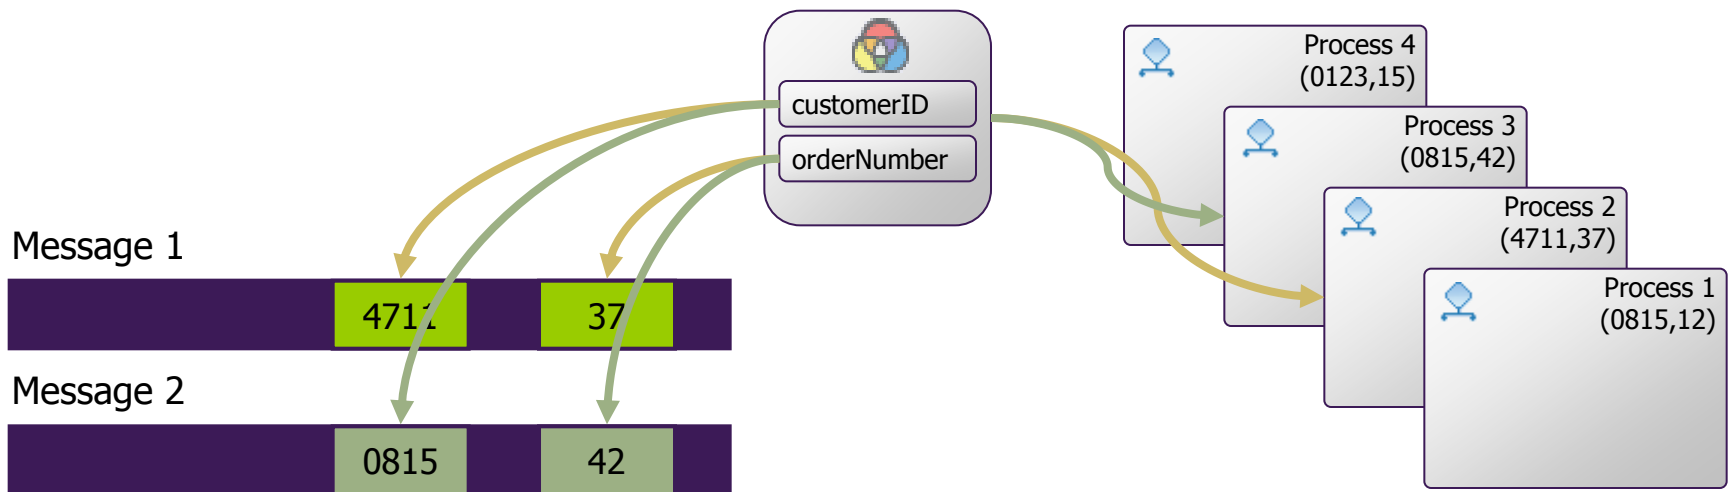 customerID
orderNumber
Message 1
4711
37
Message 2
0815
42
Process 4
(0123,15)
Process 3
(0815,42)
Process 2
(4711,37)
Process 1
(0815,12)